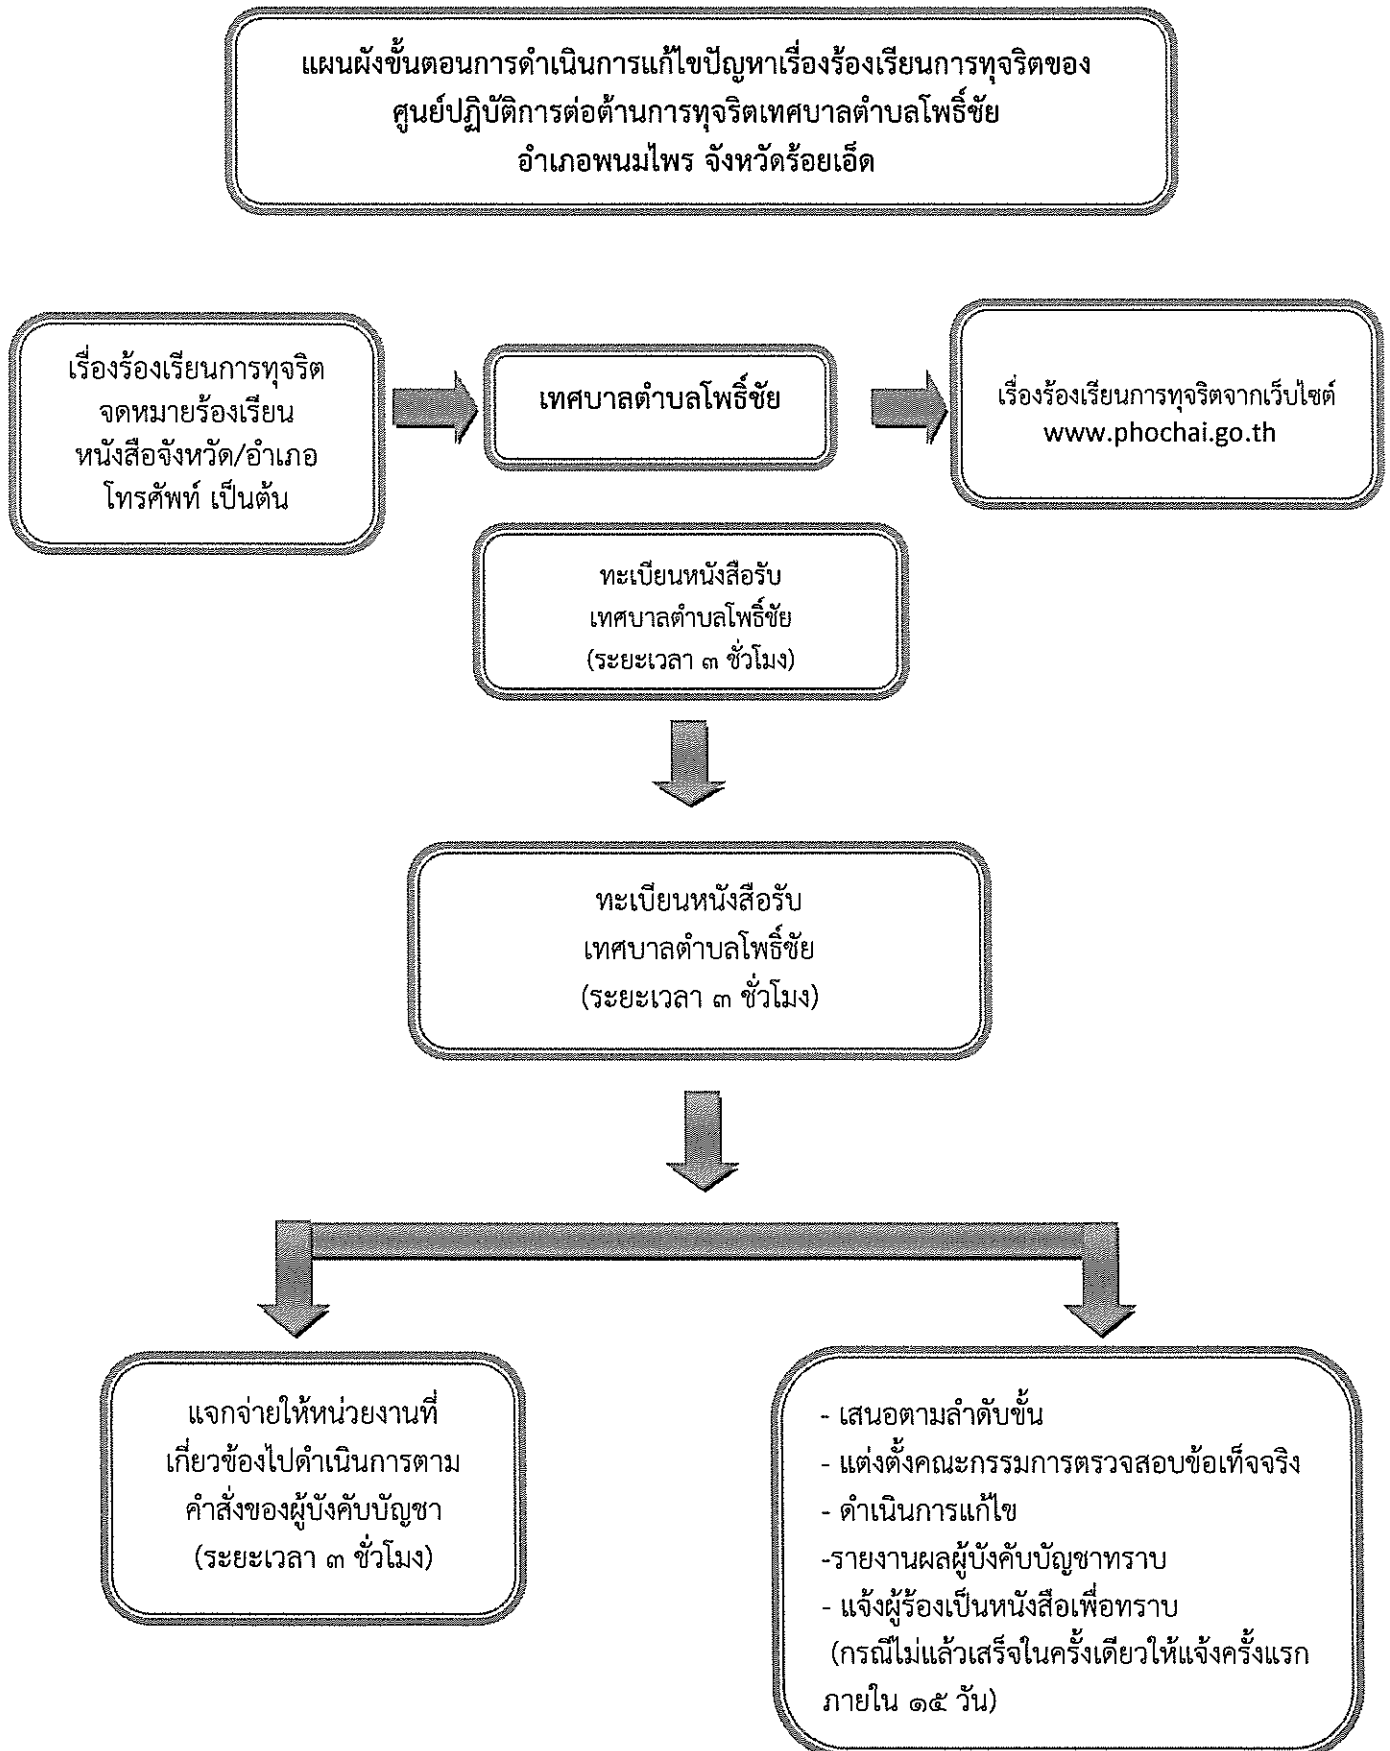 แผนผังขั้นตอนการดำเนินการแก้ไขปัญหาเรื่องร้องเรียนการทุจริตของ
ศูนย์ปฏิบัติการต่อต้านการทุจริตเทศบาลตำบลโพธิ์ชัย
อำเภอพนมไพร จังหวัดร้อยเอ็ด
เรื่องร้องเรียนการทุจริต
จดหมายร้องเรียน
หนังสือจังหวัด/อำเภอ
โทรศัพท์ เป็นต้น
เทศบาลตำบลโพธิ์ชัย
เรื่องร้องเรียนการทุจริตจากเว็บไซต์
www.phochai.go.th
ทะเบียนหนังสือรับ
เทศบาลตำบลโพธิ์ชัย
(ระยะเวลา ๓ ชั่วโมง)
ทะเบียนหนังสือรับ
เทศบาลตำบลโพธิ์ชัย
(ระยะเวลา ๓ ชั่วโมง)
แจกจ่ายให้หน่วยงานที่
เกี่ยวข้องไปดำเนินการตาม
คำสั่งของผู้บังคับบัญชา
(ระยะเวลา ๓ ชั่วโมง)
- เสนอตามลำดับขั้น
- แต่งตั้งคณะกรรมการตรวจสอบข้อเท็จจริง
- ดำเนินการแก้ไข
-รายงานผลผู้บังคับบัญชาทราบ
- แจ้งผู้ร้องเป็นหนังสือเพื่อทราบ
(กรณีไม่แล้วเสร็จในครั้งเดียวให้แจ้งครั้งแรก
ภายใน ๑๕ วัน)